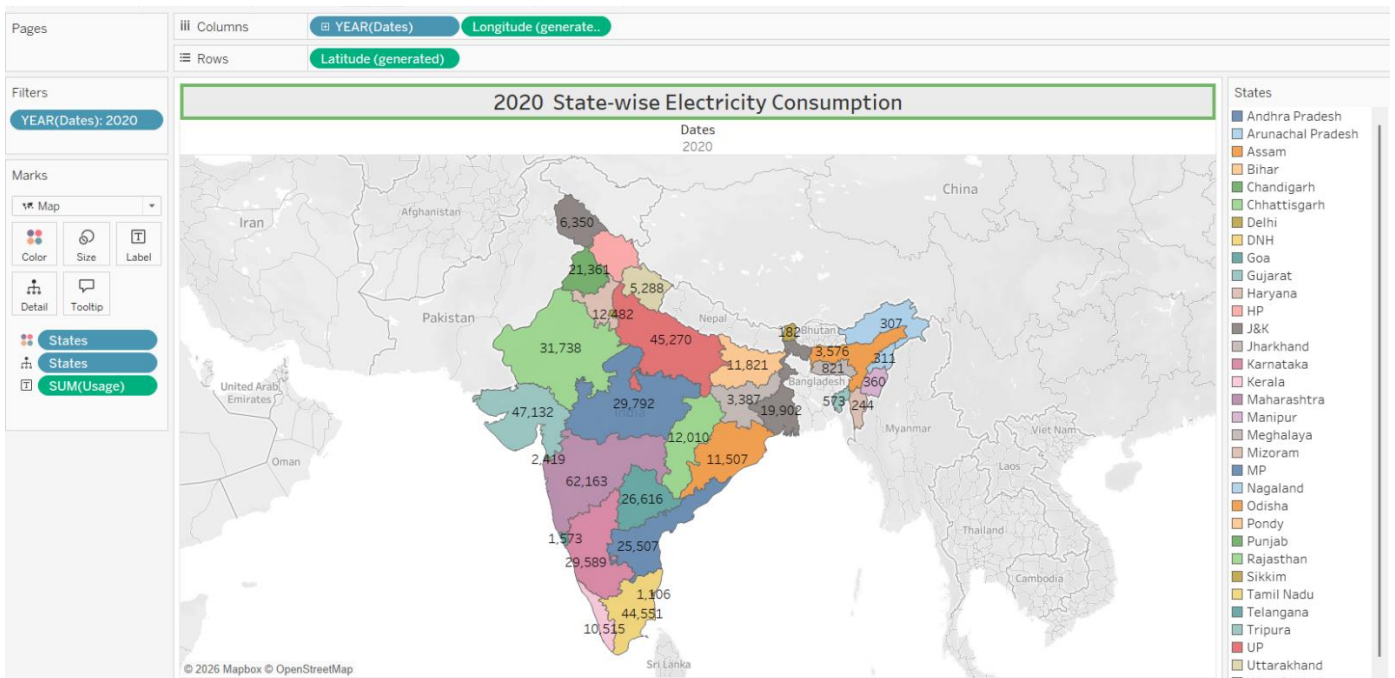 Pages
Columns
YEAR(Dates)
Longitude (generate..
Rows
Latitude (generated)
Filters
YEAR(Dates): 2020
Marks
Map
Color
Size
Label
Detail
Tooltip
States
States
SUM(Usage)
2020 State-wise Electricity Consumption
Dates
2020
China
Iran
Afghanistan
6,350
21,361
5,288
Pakistan
12,482
Nepal
182
Bhutan
307
31,738
45,270
3,576
311
11,821
821
Bangladesh
360
United Arab Emirates
47,132
29,792
India
3,387
19,902
573
244
Myanmar
Viet Nam
12,010
Oman
2,419
11,507
Laos
62,163
26,616
Thailand
1,573
25,507
29,589
Cambodia
1,106
44,551
10,515
Sri Lanka
© 2026 Mapbox © OpenStreetMap
States
Andhra Pradesh
Arunachal Pradesh
Assam
Bihar
Chandigarh
Chhattisgarh
Delhi
DNH
Goa
Gujarat
Haryana
HP
J&K
Jharkhand
Karnataka
Kerala
Maharashtra
Manipur
Meghalaya
Mizoram
MP
Nagaland
Odisha
Pondy
Punjab
Rajasthan
Sikkim
Tamil Nadu
Telangana
Tripura
UP
Uttarakhand